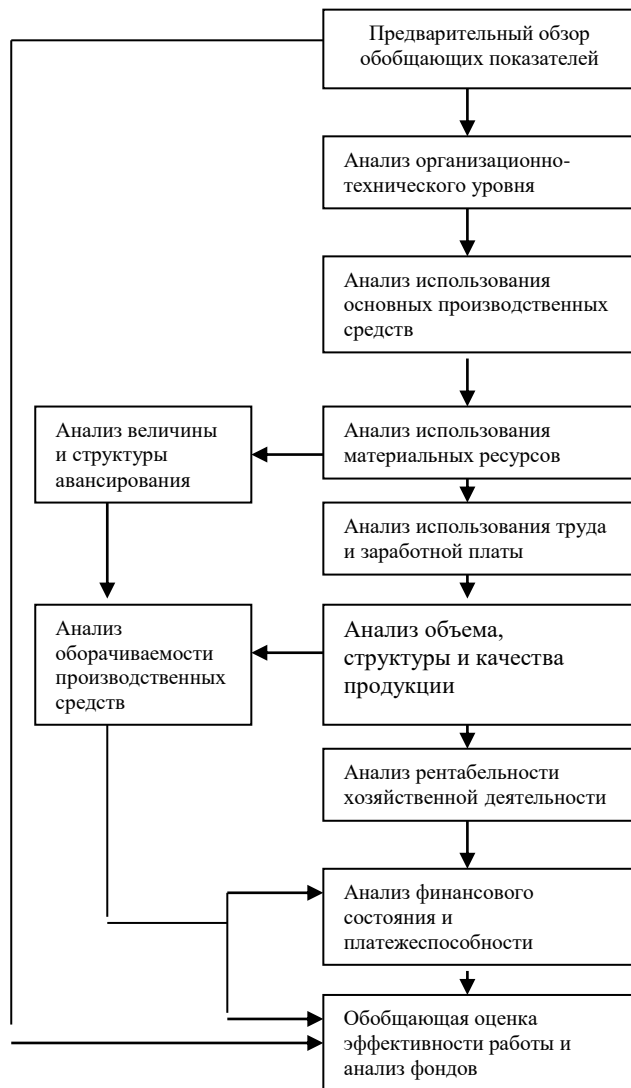 Предварительный обзор
обобщающих показателей
Анализ организационно-
технического уровня
Анализ использования
основных производственных
средств
Анализ величины
и структуры
авансирования
Анализ использования
материальных ресурсов
Анализ использования труда
и заработной платы
Анализ
оборачиваемости
производственных
средств
Анализ объема,
структуры и качества
продукции
Анализ рентабельности
хозяйственной деятельности
Анализ финансового
состояния и
платежеспособности
Обобщающая оценка
эффективности работы и
анализ фондов